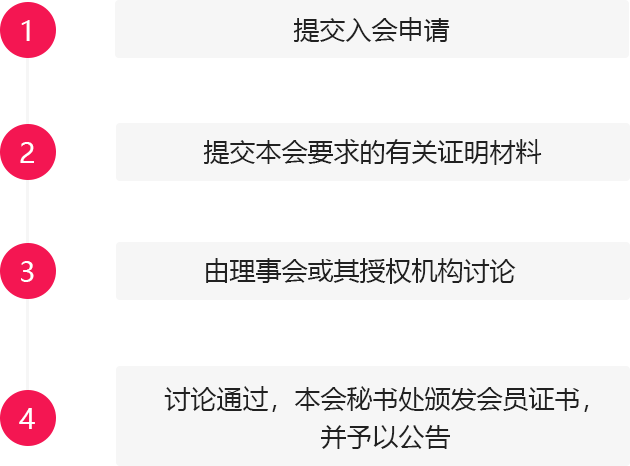 1
提交入会申请
2
提交本会要求的有关证明材料
3
由理事会或其授权机构讨论
4
讨论通过，本会秘书处颁发会员证书，
并予以公告